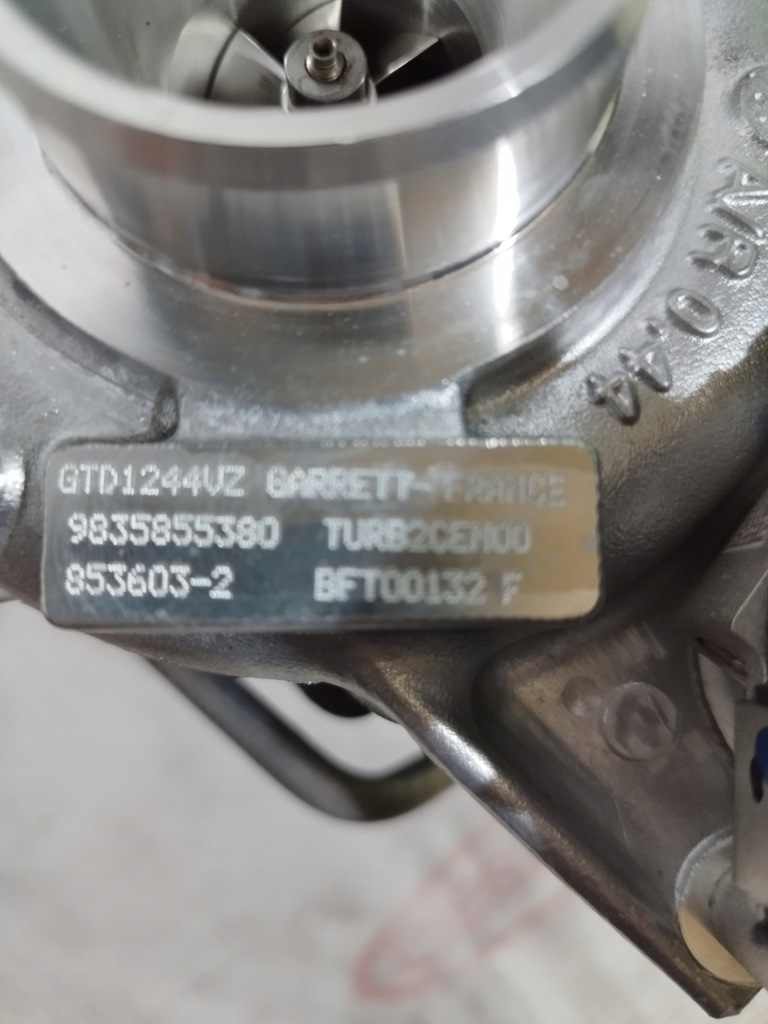 A/R 0.44
GTD1244VZ GARRETT-FRANCE
9835855380 TURB2CEM00
853603-2 BFT00132 F